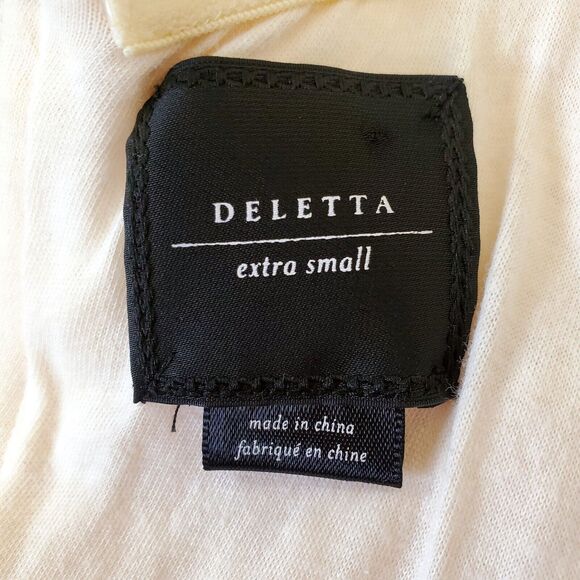 DELETTA
extra small
made in china
fabriqué en chine